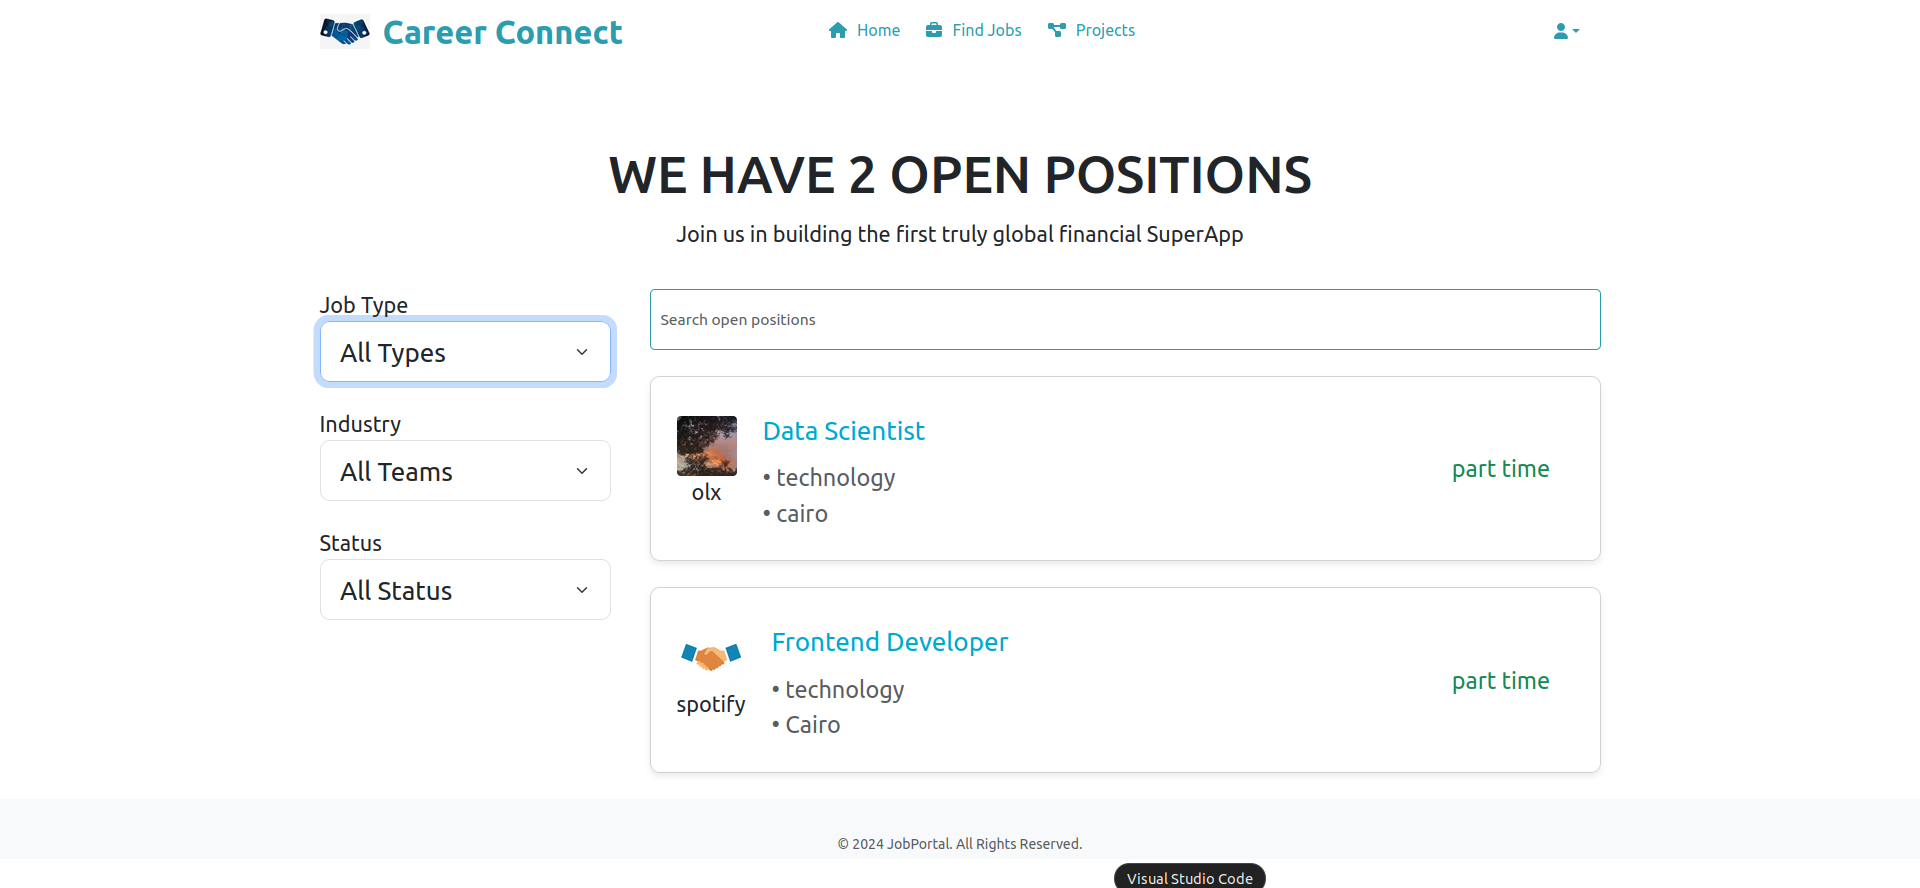 Career Connect
Home
Find Jobs
Projects
WE HAVE 2 OPEN POSITIONS
Join us in building the first truly global financial SuperApp
Job Type
All Types
Industry
All Teams
Status
All Status
Search open positions
Data Scientist
• technology
• cairo
olx
part time
Frontend Developer
• technology
• Cairo
spotify
part time
© 2024 JobPortal. All Rights Reserved.
Visual Studio Code